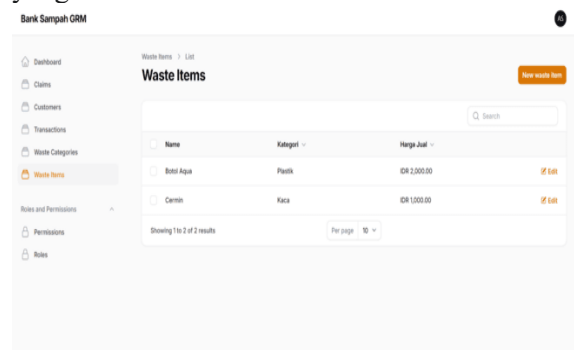 Bank Sampah GRM
AS
Dashboard
Claims
Customers
Transactions
Waste Categories
Waste Items
Roles and Permissions
Permissions
Roles
Waste Items > List
Waste Items
New waste item
Search
Name Kategori Harga Jual
Botol Aqua Plastik IDR 2,000.00 Edit
Cermin Kaca IDR 1,000.00 Edit
Showing 1 to 2 of 2 results Per page 10